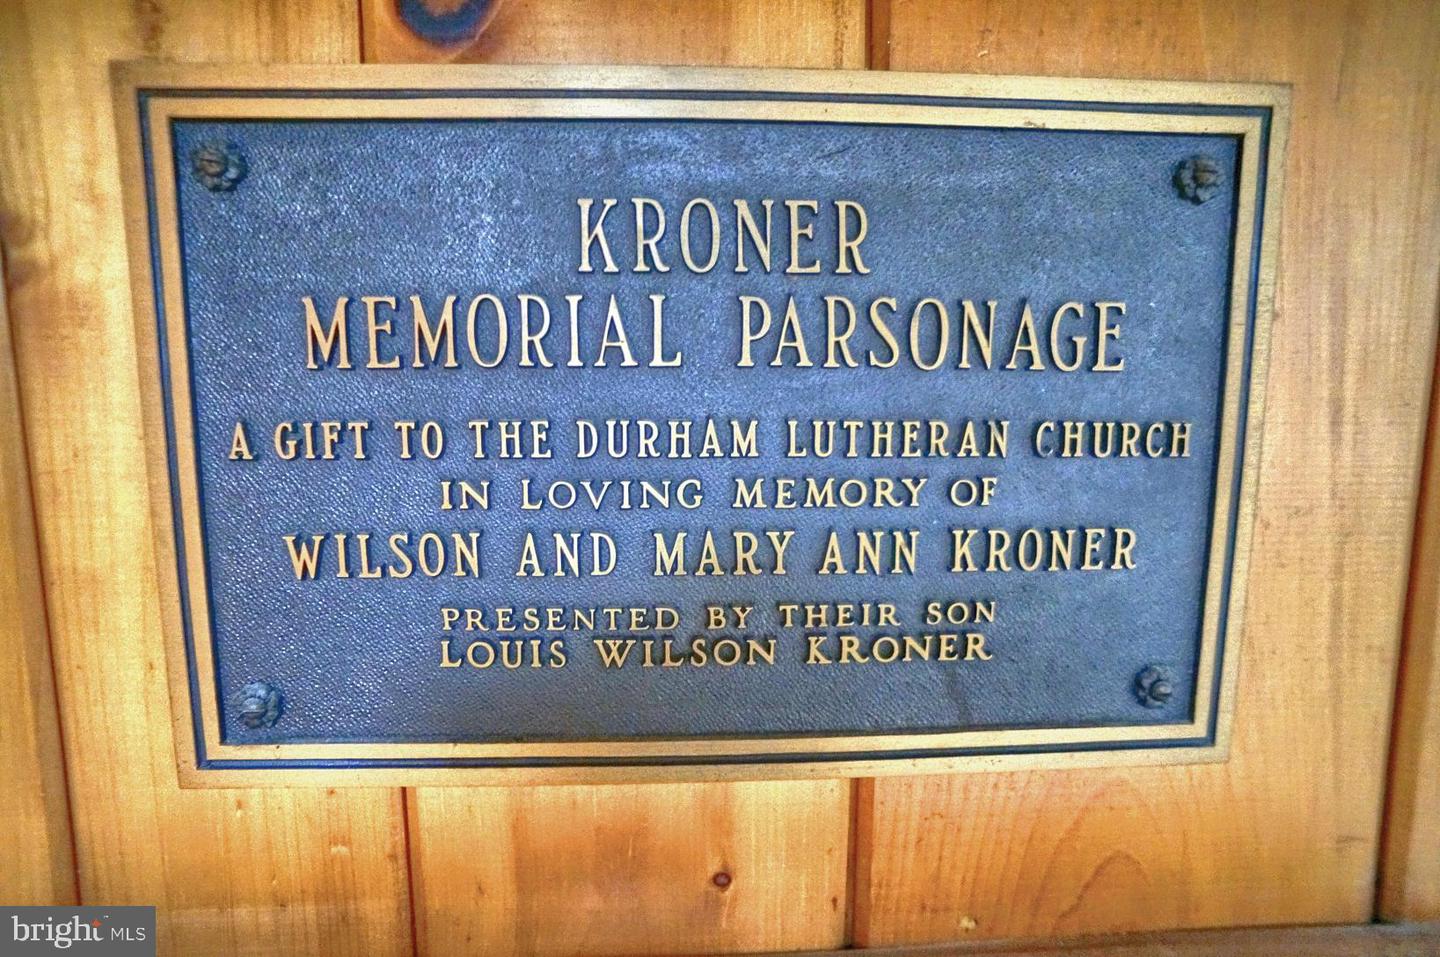 KRONER
MEMORIAL PARSONAGE
A GIFT TO THE DURHAM LUTHERAN CHURCH
IN LOVING MEMORY OF
WILSON AND MARY ANN KRONER
PRESENTED BY THEIR SON
LOUIS WILSON KRONER
bright MLS